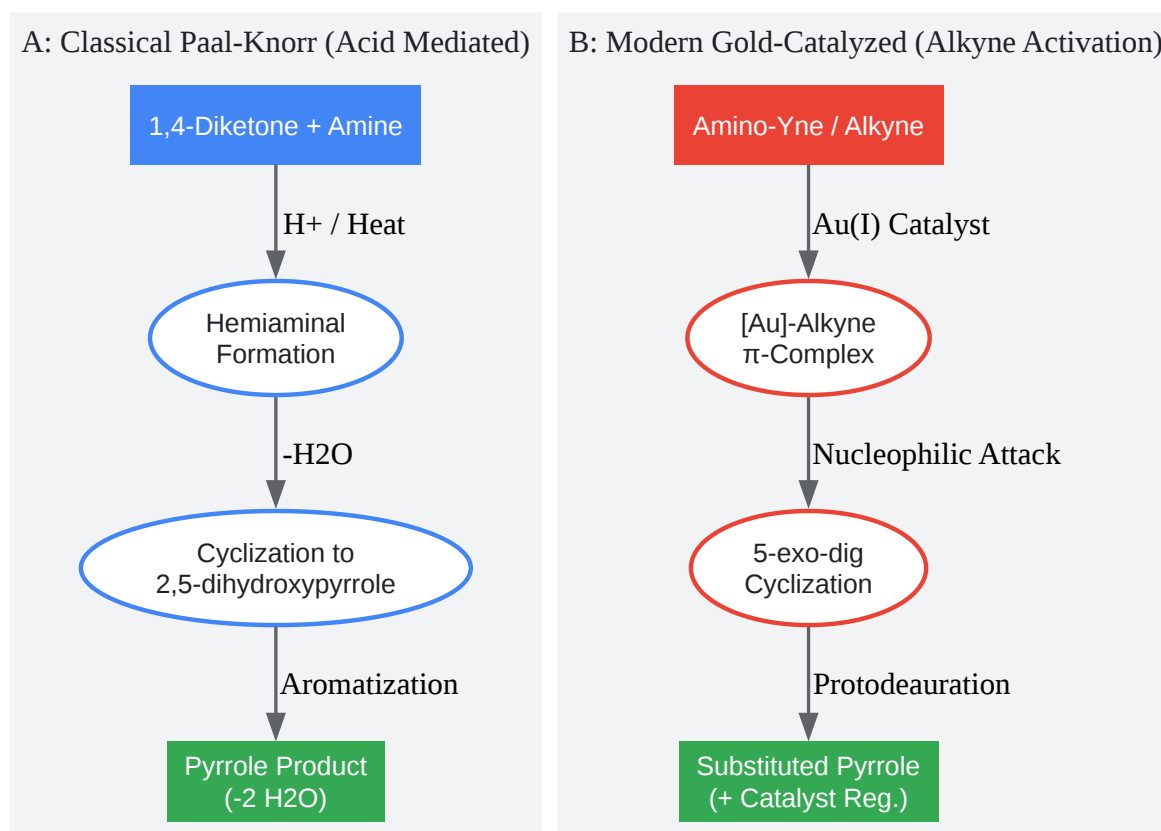 A: Classical Paal-Knorr (Acid Mediated)
1,4-Diketone + Amine
H+ / Heat
Hemiaminal
Formation
-H2O
Cyclization to
2,5-dihydroxypyrrole
Aromatization
Pyrrole Product
(-2 H2O)
B: Modern Gold-Catalyzed (Alkyne Activation)
Amino-Yne / Alkyne
Au(I) Catalyst
[Au]-Alkyne
π-Complex
Nucleophilic Attack
5-exo-dig
Cyclization
Protodeauration
Substituted Pyrrole
(+ Catalyst Reg.)